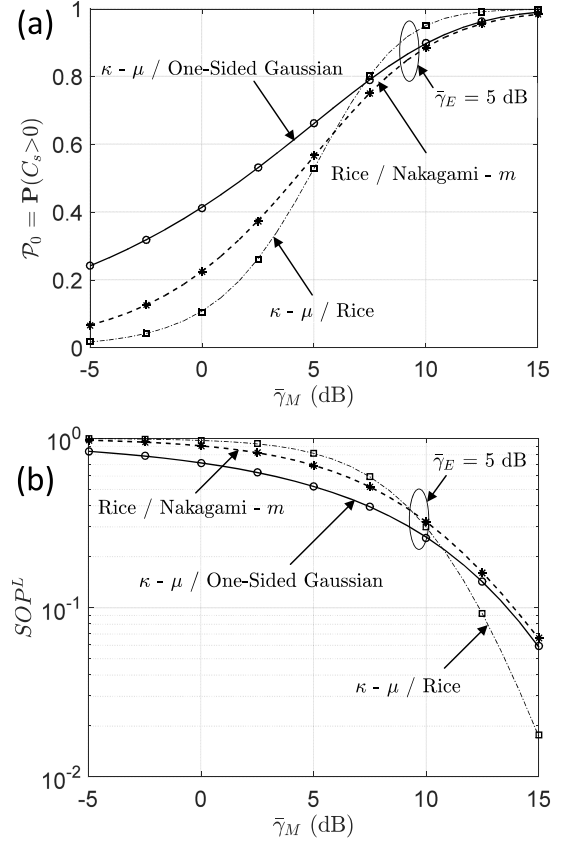 (a)
1
0.8
0.6
0.4
0.2
0
𝒫₀ = P(C_s>0)
κ - μ / One-Sided Gaussian
γ̄_E = 5 dB
Rice / Nakagami - m
κ - μ / Rice
-5 0 5 10 15
γ̄_M (dB)
(b)
10⁰
10⁻¹
10⁻²
SOP^L
γ̄_E = 5 dB
Rice / Nakagami - m
κ - μ / One-Sided Gaussian
κ - μ / Rice
-5 0 5 10 15
γ̄_M (dB)